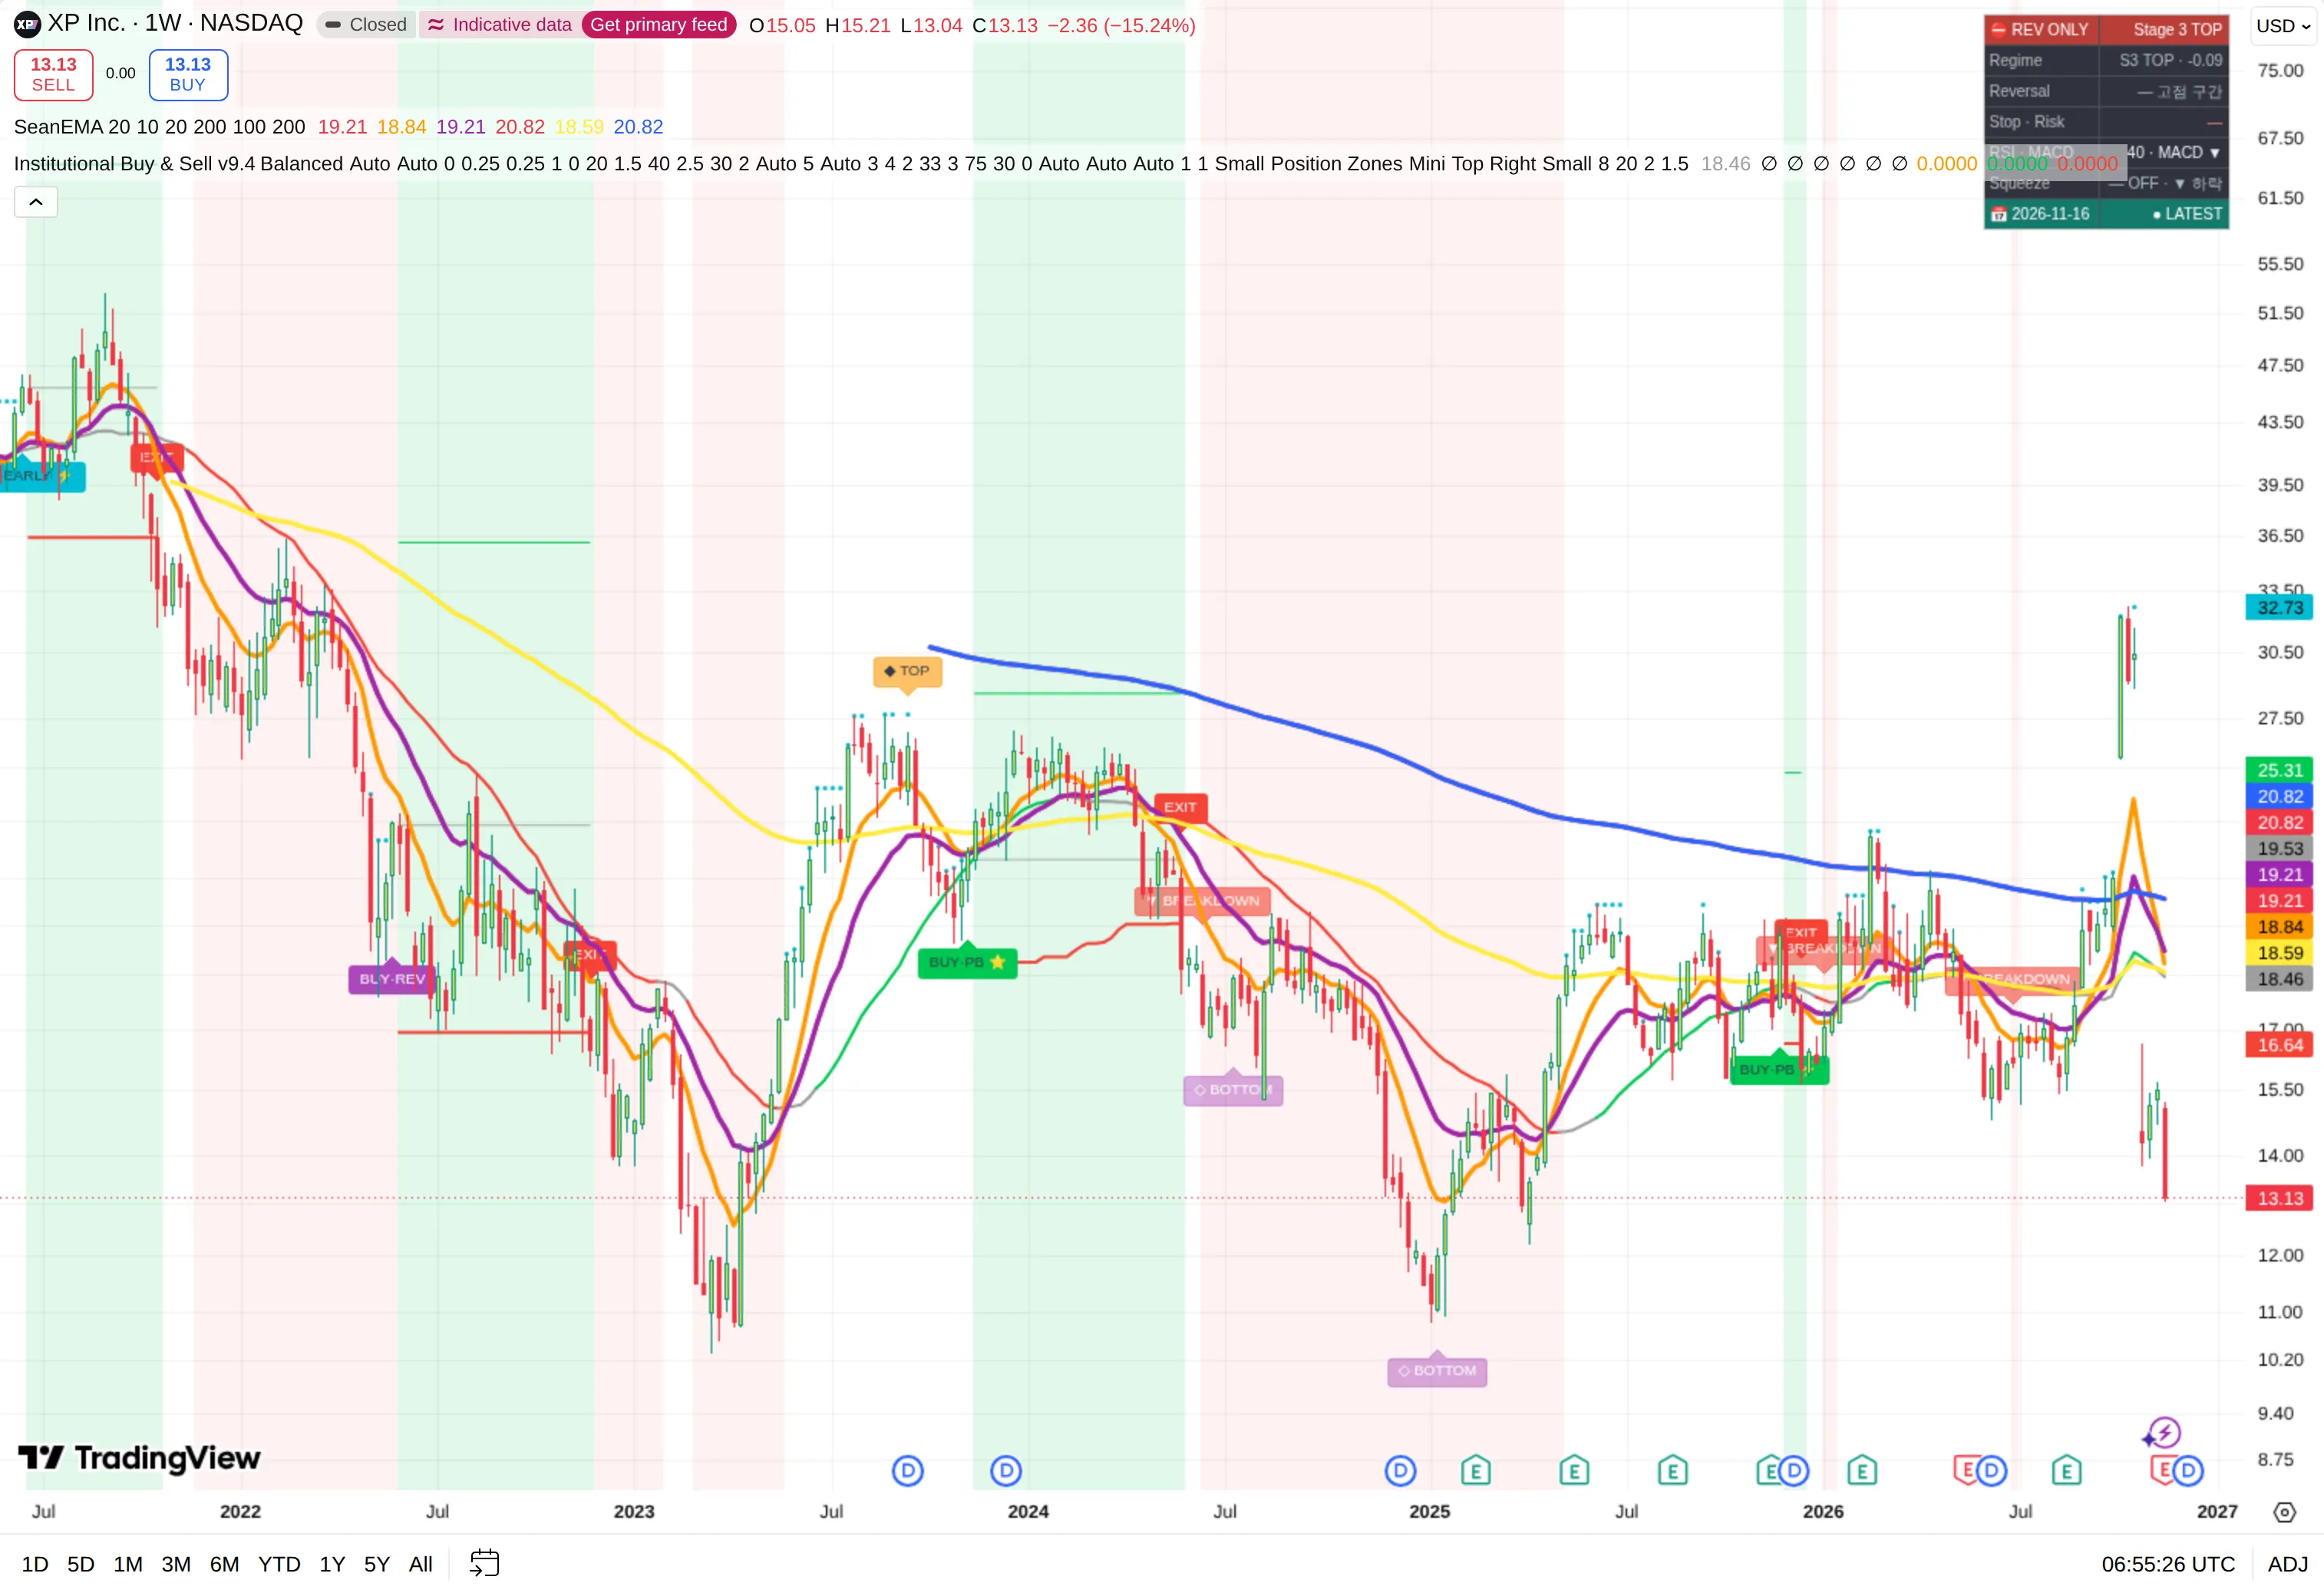 XP Inc. · 1W · NASDAQ Closed Indicative data Get primary feed O15.05 H15.21 L13.04 C13.13 −2.36 (−15.24%)
13.13 SELL 0.00 13.13 BUY
SeanEMA 20 10 20 200 100 200 19.21 18.84 19.21 20.82 18.59 20.82
Institutional Buy & Sell v9.4 Balanced Auto Auto 0 0.25 0.25 1 0 20 1.5 40 2.5 30 2 Auto 5 Auto 3 4 2 33 3 75 30 0 Auto Auto Auto 1 1 Small Position Zones Mini Top Right Small 8 20 2 1.5 18.46 ∅ ∅ ∅ ∅ ∅ ∅ 0.0000 0.0000 0.0000
REV ONLY Stage 3 TOP
Regime S3 TOP · -0.09
Reversal — 고점 구간
Stop · Risk —
RSI · MACD 40 · MACD ▼
Squeeze — OFF · ▼ 하락
2026-11-16 ● LATEST
USD
75.00
67.50
61.50
55.50
51.50
47.50
43.50
39.50
36.50
33.50
32.73
30.50
27.50
25.31
20.82
20.82
19.53
19.21
19.21
18.84
18.59
18.46
17.00
16.64
15.50
14.00
13.13
12.00
11.00
10.20
9.40
8.75
EARLY
EXIT
BUY-REV
EXIT
◆ TOP
BUY-PB
EXIT
▼ BREAKDOWN
◇ BOTTOM
◇ BOTTOM
EXIT
BUY-PB
BREAKDOWN
TradingView
D D D E E E E D E E D E E D
Jul 2022 Jul 2023 Jul 2024 Jul 2025 Jul 2026 Jul 2027
1D 5D 1M 3M 6M YTD 1Y 5Y All 06:55:26 UTC ADJ